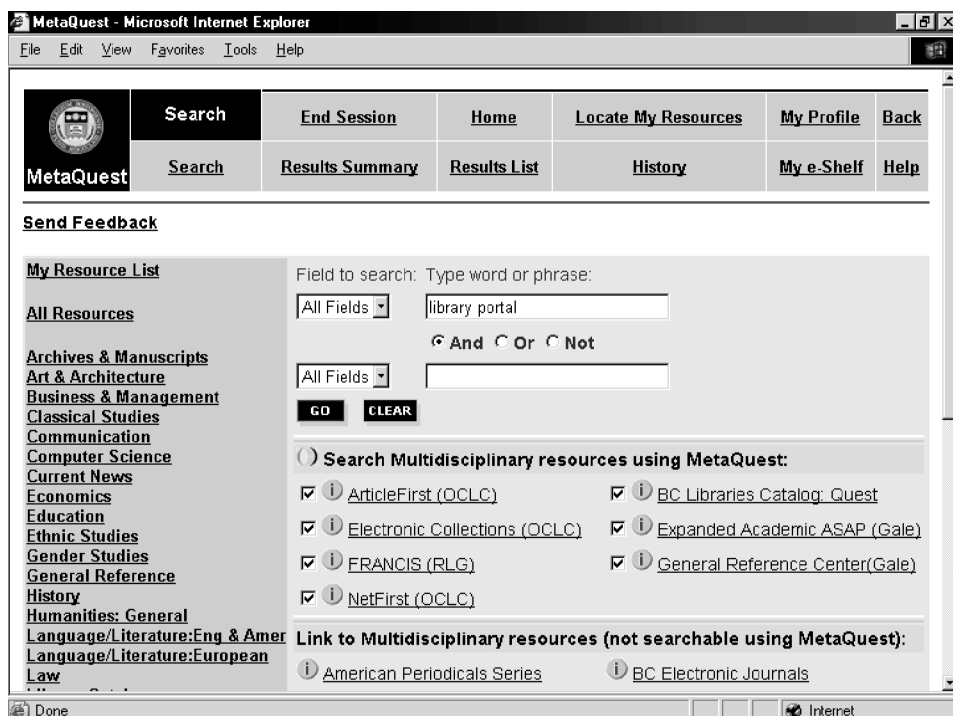 MetaQuest - Microsoft Internet Explorer
File Edit View Favorites Tools Help
Search End Session Home Locate My Resources My Profile Back
MetaQuest Search Results Summary Results List History My e-Shelf Help
Send Feedback
My Resource List
All Resources
Archives & Manuscripts
Art & Architecture
Business & Management
Classical Studies
Communication
Computer Science
Current News
Economics
Education
Ethnic Studies
Gender Studies
General Reference
History
Humanities: General
Language/Literature:Eng & Amer
Language/Literature:European
Law
Field to search: Type word or phrase:
All Fields library portal
And Or Not
All Fields
GO CLEAR
Search Multidisciplinary resources using MetaQuest:
ArticleFirst (OCLC) BC Libraries Catalog: Quest
Electronic Collections (OCLC) Expanded Academic ASAP (Gale)
FRANCIS (RLG) General Reference Center(Gale)
NetFirst (OCLC)
Link to Multidisciplinary resources (not searchable using MetaQuest):
American Periodicals Series BC Electronic Journals
Done Internet